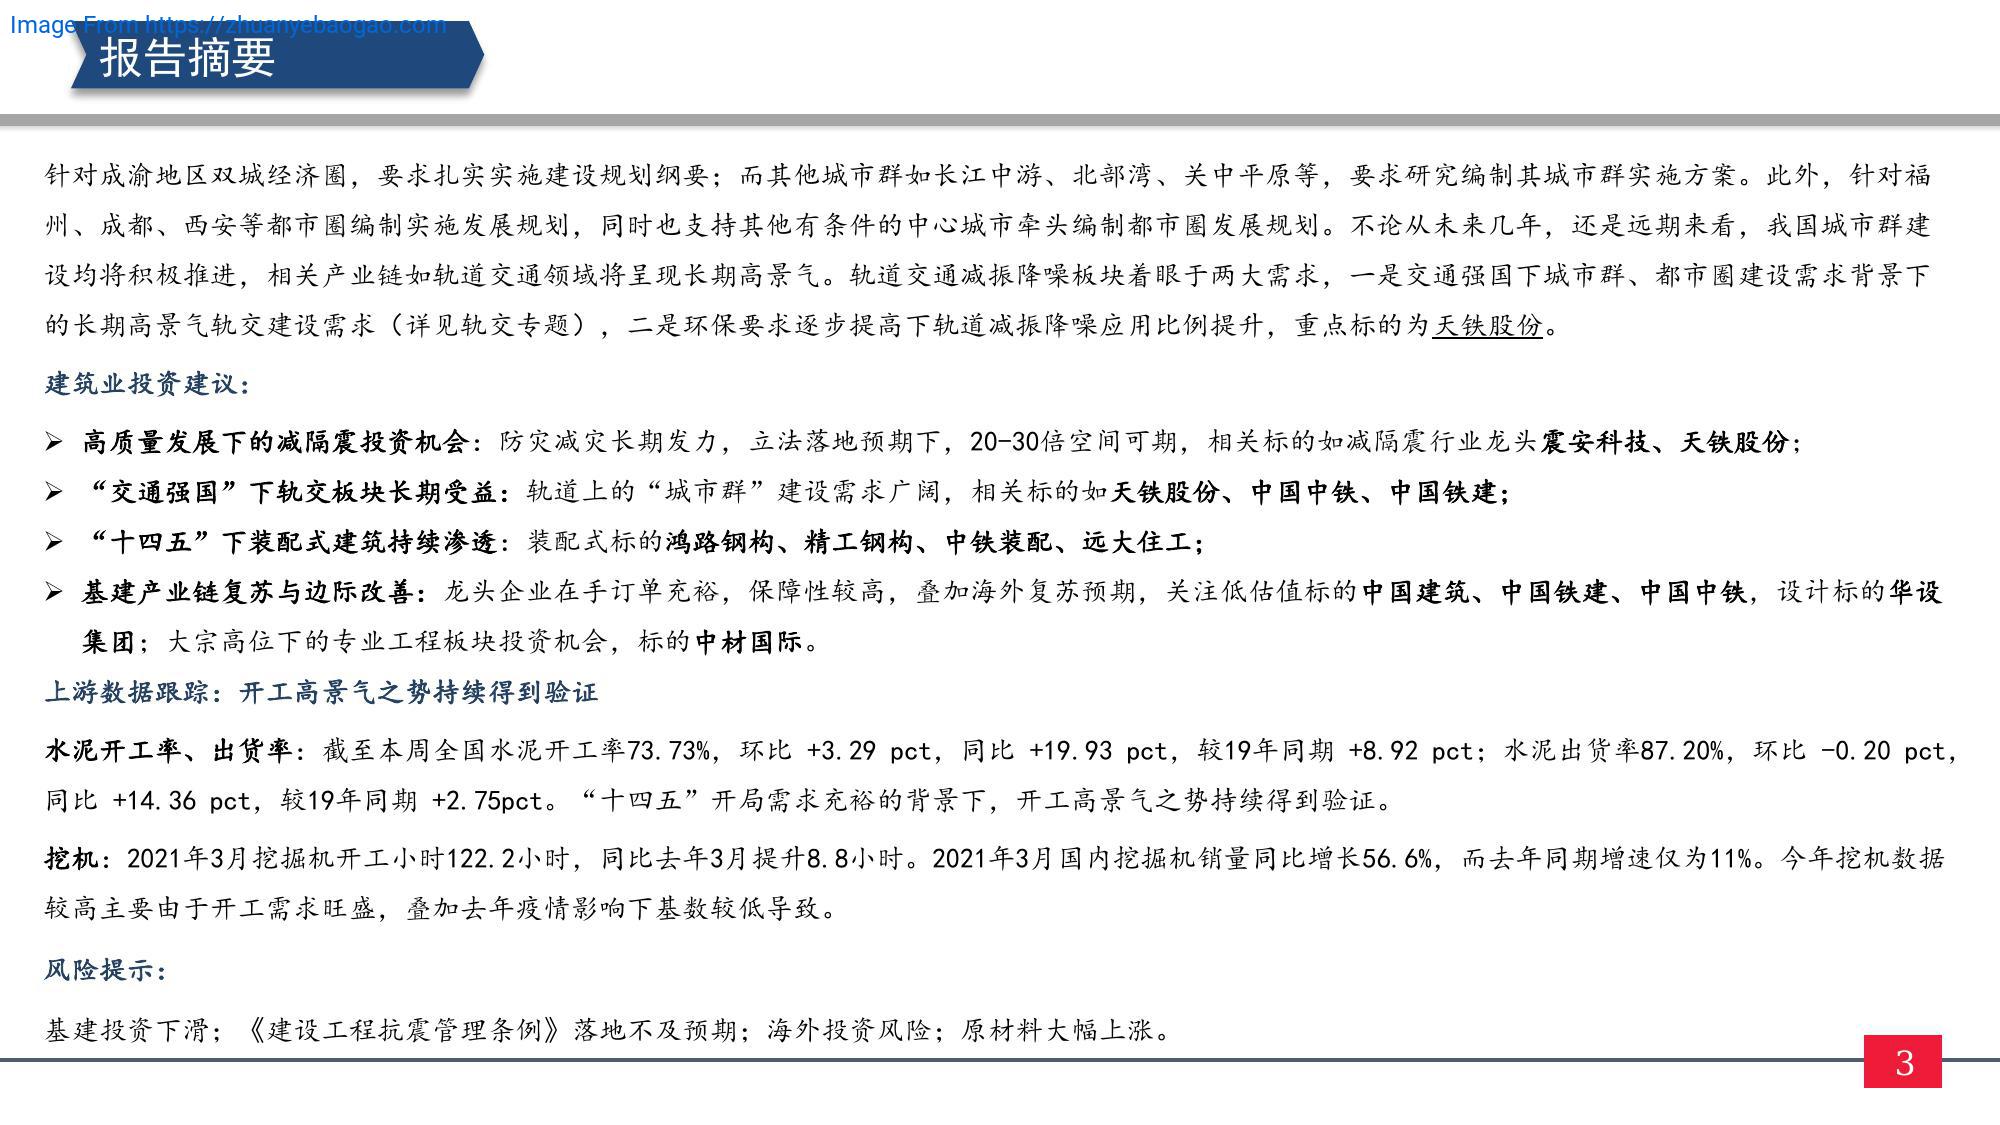 Image From https://zhuanyebaogao.com
报告摘要
针对成渝地区双城经济圈，要求扎实实施建设规划纲要；而其他城市群如长江中游、北部湾、关中平原等，要求研究编制其城市群实施方案。此外，针对福
州、成都、西安等都市圈编制实施发展规划，同时也支持其他有条件的中心城市牵头编制都市圈发展规划。不论从未来几年，还是远期来看，我国城市群建
设均将积极推进，相关产业链如轨道交通领域将呈现长期高景气。轨道交通减振降噪板块着眼于两大需求，一是交通强国下城市群、都市圈建设需求背景下
的长期高景气轨交建设需求（详见轨交专题），二是环保要求逐步提高下轨道减振降噪应用比例提升，重点标的为天铁股份。
建筑业投资建议：
➢ 高质量发展下的减隔震投资机会：防灾减灾长期发力，立法落地预期下，20-30倍空间可期，相关标的如减隔震行业龙头震安科技、天铁股份；
➢ “交通强国”下轨交板块长期受益：轨道上的“城市群”建设需求广阔，相关标的如天铁股份、中国中铁、中国铁建；
➢ “十四五”下装配式建筑持续渗透：装配式标的鸿路钢构、精工钢构、中铁装配、远大住工；
➢ 基建产业链复苏与边际改善：龙头企业在手订单充裕，保障性较高，叠加海外复苏预期，关注低估值标的中国建筑、中国铁建、中国中铁，设计标的华设
集团；大宗高位下的专业工程板块投资机会，标的中材国际。
上游数据跟踪：开工高景气之势持续得到验证
水泥开工率、出货率：截至本周全国水泥开工率73.73%，环比 +3.29 pct，同比 +19.93 pct，较19年同期 +8.92 pct；水泥出货率87.20%，环比 -0.20 pct，
同比 +14.36 pct，较19年同期 +2.75pct。“十四五”开局需求充裕的背景下，开工高景气之势持续得到验证。
挖机：2021年3月挖掘机开工小时122.2小时，同比去年3月提升8.8小时。2021年3月国内挖掘机销量同比增长56.6%，而去年同期增速仅为11%。今年挖机数据
较高主要由于开工需求旺盛，叠加去年疫情影响下基数较低导致。
风险提示：
基建投资下滑；《建设工程抗震管理条例》落地不及预期；海外投资风险；原材料大幅上涨。
3